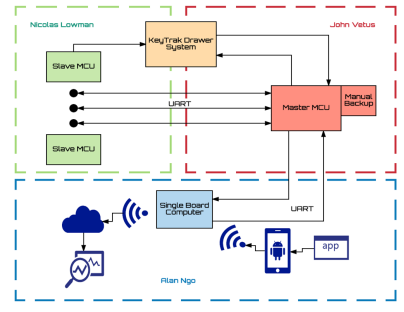 Nicolas Lowman
John Vetus
KeyTrak Drawer
System
Slave MCU
UART
Master MCU
Manual
Backup
Slave MCU
Single Board
Computer
UART
app
Alan Ngo